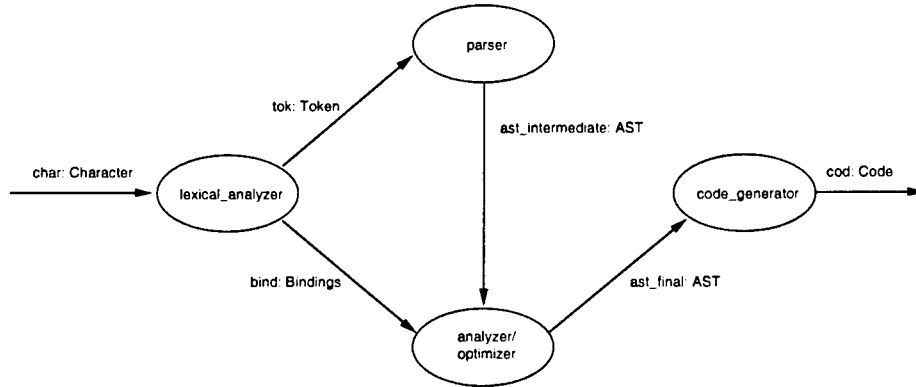 parser
tok: Token
ast_intermediate: AST
char: Character
cod: Code
lexical_analyzer
code_generator
bind: Bindings
ast_final: AST
analyzer/
optimizer